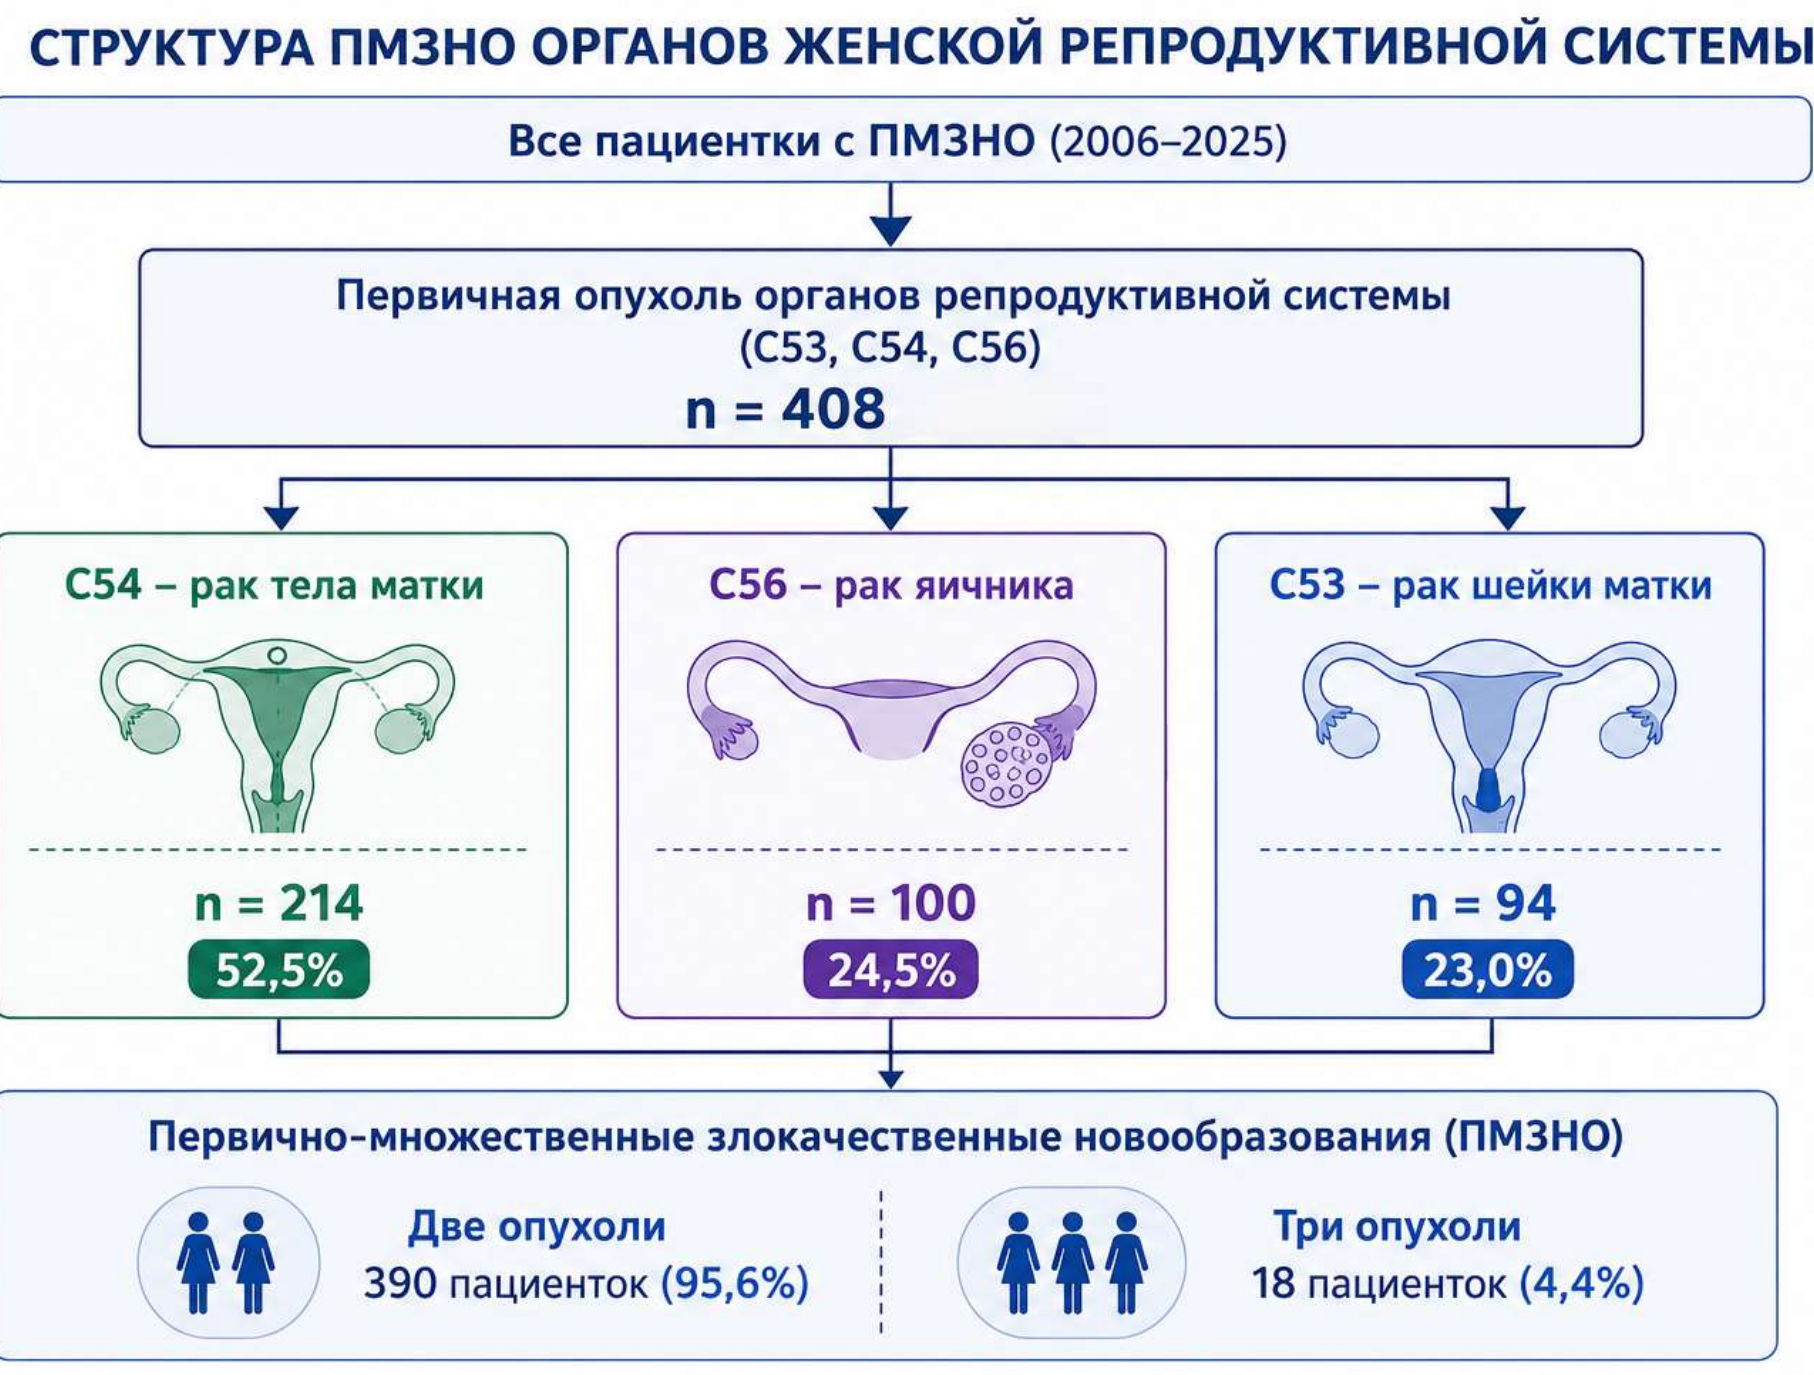 СТРУКТУРА ПМЗНО ОРГАНОВ ЖЕНСКОЙ РЕПРОДУКТИВНОЙ СИСТЕМЫ
Все пациентки с ПМЗНО (2006–2025)
Первичная опухоль органов репродуктивной системы
(C53, C54, C56)
n = 408
C54 – рак тела матки
n = 214
52,5%
C56 – рак яичника
n = 100
24,5%
C53 – рак шейки матки
n = 94
23,0%
Первично-множественные злокачественные новообразования (ПМЗНО)
Две опухоли
390 пациенток (95,6%)
Три опухоли
18 пациенток (4,4%)